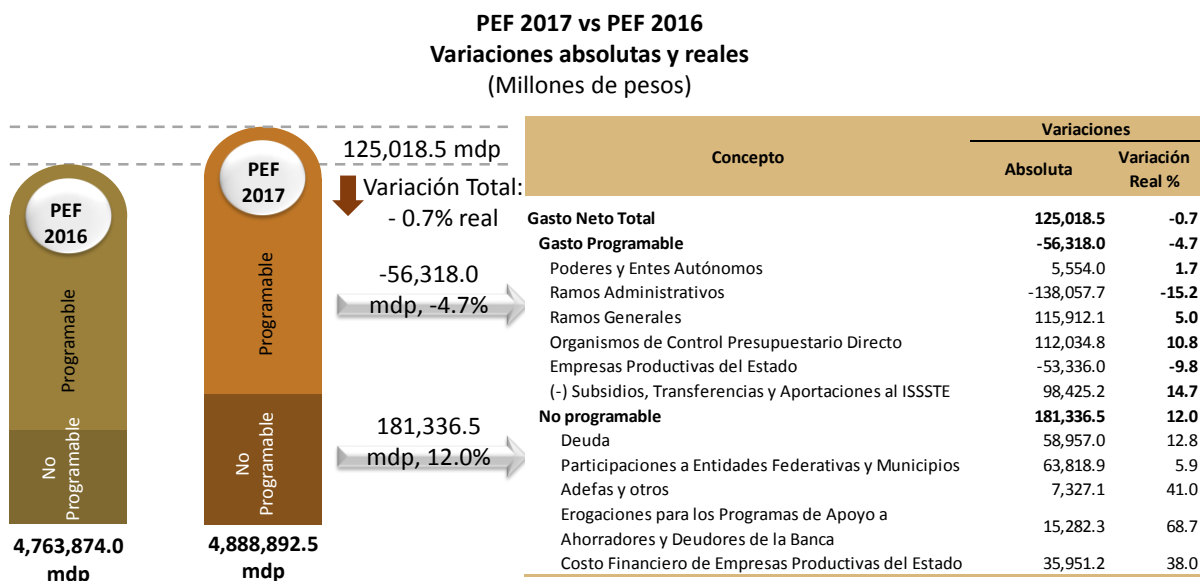 PEF 2017 vs PEF 2016
Variaciones absolutas y reales
(Millones de pesos)
PEF
2016
Programable
No
Programable
4,763,874.0
mdp
PEF
2017
Programable
No
Programable
4,888,892.5
mdp
125,018.5 mdp
Variación Total:
- 0.7% real
-56,318.0
mdp, -4.7%
181,336.5
mdp, 12.0%
Variaciones
Concepto Absoluta Variación
Real %
Gasto Neto Total 125,018.5 -0.7
Gasto Programable -56,318.0 -4.7
Poderes y Entes Autónomos 5,554.0 1.7
Ramos Administrativos -138,057.7 -15.2
Ramos Generales 115,912.1 5.0
Organismos de Control Presupuestario Directo 112,034.8 10.8
Empresas Productivas del Estado -53,336.0 -9.8
(-) Subsidios, Transferencias y Aportaciones al ISSSTE 98,425.2 14.7
No programable 181,336.5 12.0
Deuda 58,957.0 12.8
Participaciones a Entidades Federativas y Municipios 63,818.9 5.9
Adefas y otros 7,327.1 41.0
Erogaciones para los Programas de Apoyo a
Ahorradores y Deudores de la Banca 15,282.3 68.7
Costo Financiero de Empresas Productivas del Estado 35,951.2 38.0